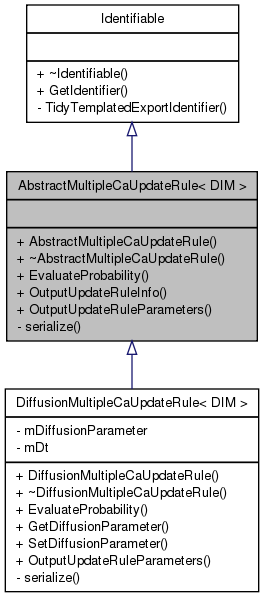 Identifiable
+ ~Identifiable()
+ GetIdentifier()
- TidyTemplatedExportIdentifier()
AbstractMultipleCaUpdateRule< DIM >
+ AbstractMultipleCaUpdateRule()
+ ~AbstractMultipleCaUpdateRule()
+ EvaluateProbability()
+ OutputUpdateRuleInfo()
+ OutputUpdateRuleParameters()
- serialize()
DiffusionMultipleCaUpdateRule< DIM >
- mDiffusionParameter
- mDt
+ DiffusionMultipleCaUpdateRule()
+ ~DiffusionMultipleCaUpdateRule()
+ EvaluateProbability()
+ GetDiffusionParameter()
+ SetDiffusionParameter()
+ OutputUpdateRuleParameters()
- serialize()